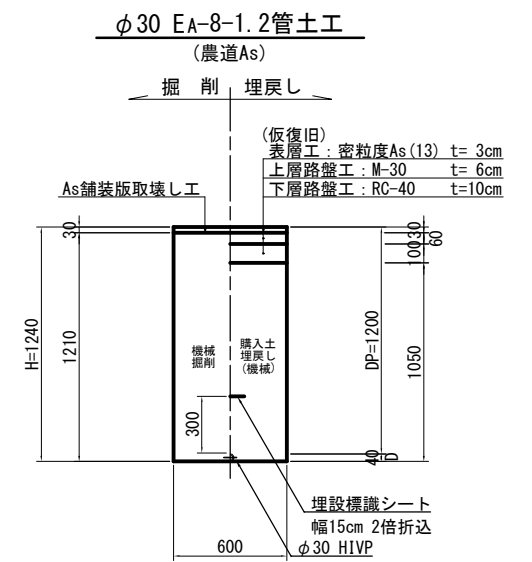 φ30 EA-8-1.2管土工
(農道As)
掘 削 埋戻し
(仮復旧)
表層工：密粒度As(13) t= 3cm
上層路盤工：M-30 t= 6cm
下層路盤工：RC-40 t=10cm
As舗装版取壊し工
30
1210
H=1240
30
60
100
DP=1200
1050
機械
掘削
購入土
埋戻し
(機械)
300
40
D
埋設標識シート
幅15cm 2倍折込
φ30 HIVP
600